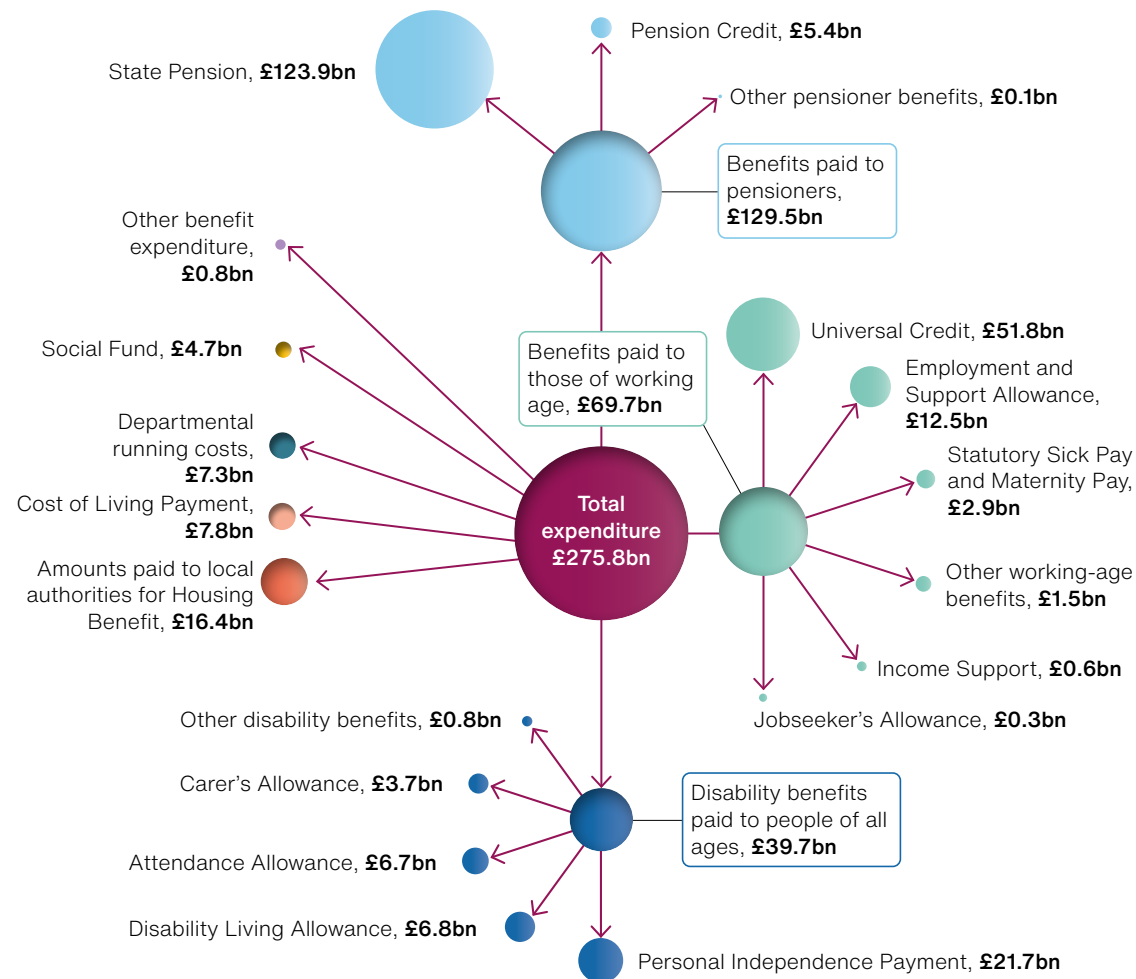 Pension Credit, £5.4bn
State Pension, £123.9bn
Other pensioner benefits, £0.1bn
Benefits paid to
pensioners,
£129.5bn
Other benefit
expenditure,
£0.8bn
Social Fund, £4.7bn
Departmental
running costs,
£7.3bn
Cost of Living Payment,
£7.8bn
Amounts paid to local
authorities for Housing
Benefit, £16.4bn
Benefits paid to
those of working
age, £69.7bn
Total
expenditure
£275.8bn
Universal Credit, £51.8bn
Employment and
Support Allowance,
£12.5bn
Statutory Sick Pay
and Maternity Pay,
£2.9bn
Other working-age
benefits, £1.5bn
Income Support, £0.6bn
Jobseeker’s Allowance, £0.3bn
Other disability benefits, £0.8bn
Carer’s Allowance, £3.7bn
Attendance Allowance, £6.7bn
Disability Living Allowance, £6.8bn
Disability benefits
paid to people of all
ages, £39.7bn
Personal Independence Payment, £21.7bn